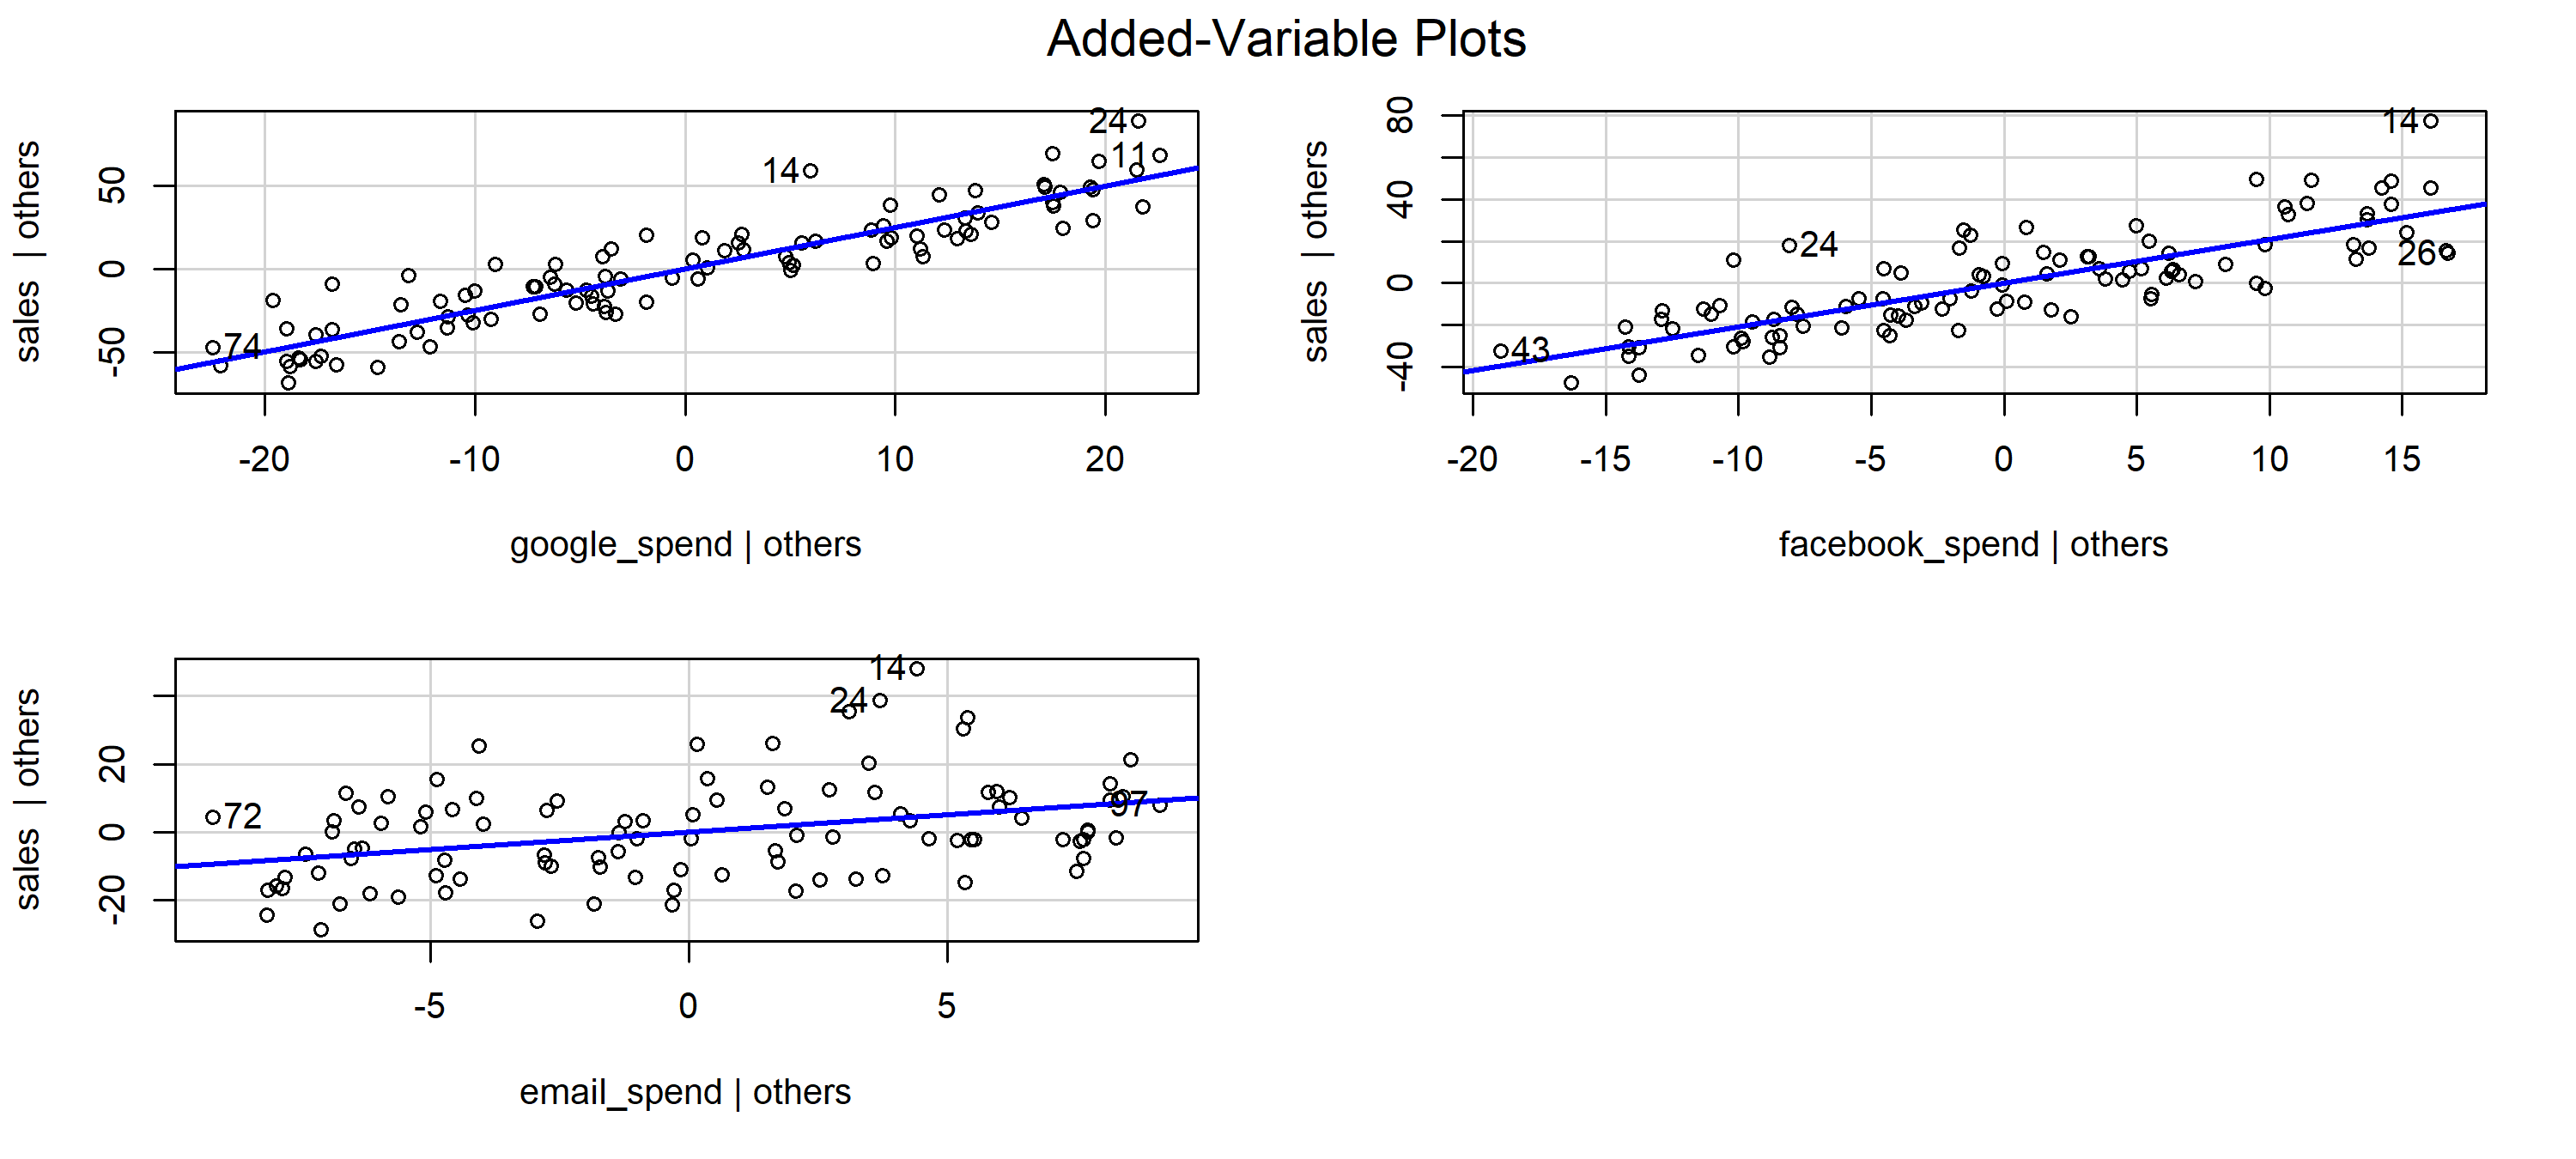 Added-Variable Plots
sales | others
50
0
-50
24
11
14
74
-20 -10 0 10 20
google_spend | others
sales | others
80
40
0
-40
14
24
26
43
-20 -15 -10 -5 0 5 10 15
facebook_spend | others
sales | others
20
0
-20
14
24
72
97
-5 0 5
email_spend | others